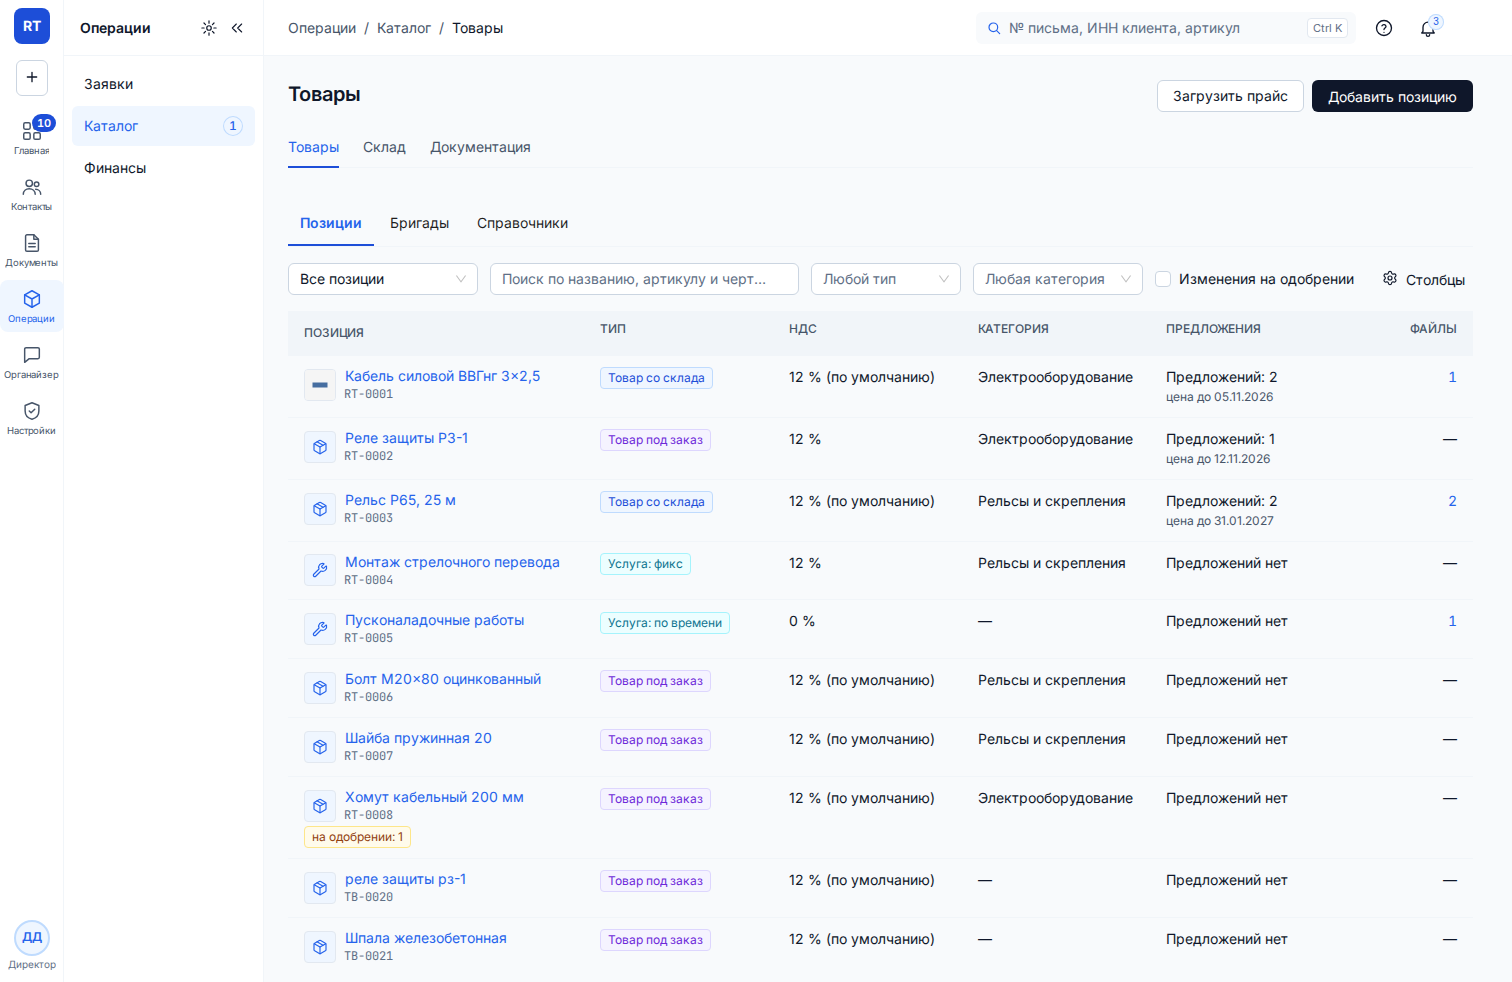 RT
Операции
Операции / Каталог / Товары
№ письма, ИНН клиента, артикул
Ctrl K
3
10
Главная
Контакты
Документы
Операции
Органайзер
Настройки
ДД
Директор
Заявки
Каталог
1
Финансы
Товары
Загрузить прайс
Добавить позицию
Товары
Склад
Документация
Позиции
Бригады
Справочники
Все позиции
Поиск по названию, артикулу и черт...
Любой тип
Любая категория
Изменения на одобрении
Столбцы
ПОЗИЦИЯ ТИП НДС КАТЕГОРИЯ ПРЕДЛОЖЕНИЯ ФАЙЛЫ
Кабель силовой ВВГнг 3×2,5 Товар со склада 12 % (по умолчанию) Электрооборудование Предложений: 2 1
RT-0001 цена до 05.11.2026
Реле защиты РЗ-1 Товар под заказ 12 % Электрооборудование Предложений: 1 —
RT-0002 цена до 12.11.2026
Рельс Р65, 25 м Товар со склада 12 % (по умолчанию) Рельсы и скрепления Предложений: 2 2
RT-0003 цена до 31.01.2027
Монтаж стрелочного перевода Услуга: фикс 12 % Рельсы и скрепления Предложений нет —
RT-0004
Пусконаладочные работы Услуга: по времени 0 % — Предложений нет 1
RT-0005
Болт М20×80 оцинкованный Товар под заказ 12 % (по умолчанию) Рельсы и скрепления Предложений нет —
RT-0006
Шайба пружинная 20 Товар под заказ 12 % (по умолчанию) Рельсы и скрепления Предложений нет —
RT-0007
Хомут кабельный 200 мм Товар под заказ 12 % (по умолчанию) Электрооборудование Предложений нет —
RT-0008
на одобрении: 1
реле защиты рз-1 Товар под заказ 12 % (по умолчанию) — Предложений нет —
ТВ-0020
Шпала железобетонная Товар под заказ 12 % (по умолчанию) — Предложений нет —
ТВ-0021